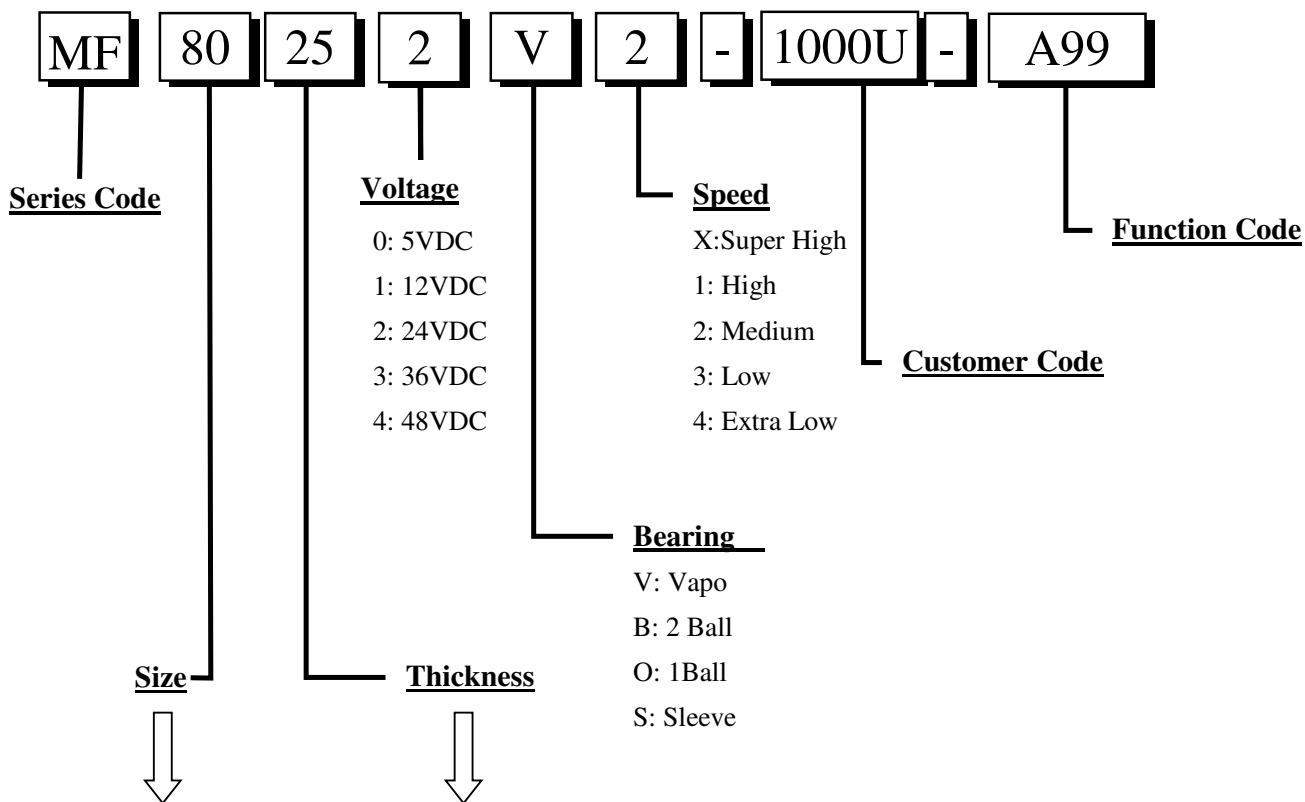 MF 80 25 2 V 2 - 1000U - A99
Series Code
Voltage
0: 5VDC
1: 12VDC
2: 24VDC
3: 36VDC
4: 48VDC
Speed
X:Super High
1: High
2: Medium
3: Low
4: Extra Low
Function Code
Customer Code
Bearing
V: Vapo
B: 2 Ball
O: 1Ball
S: Sleeve
Size
Thickness